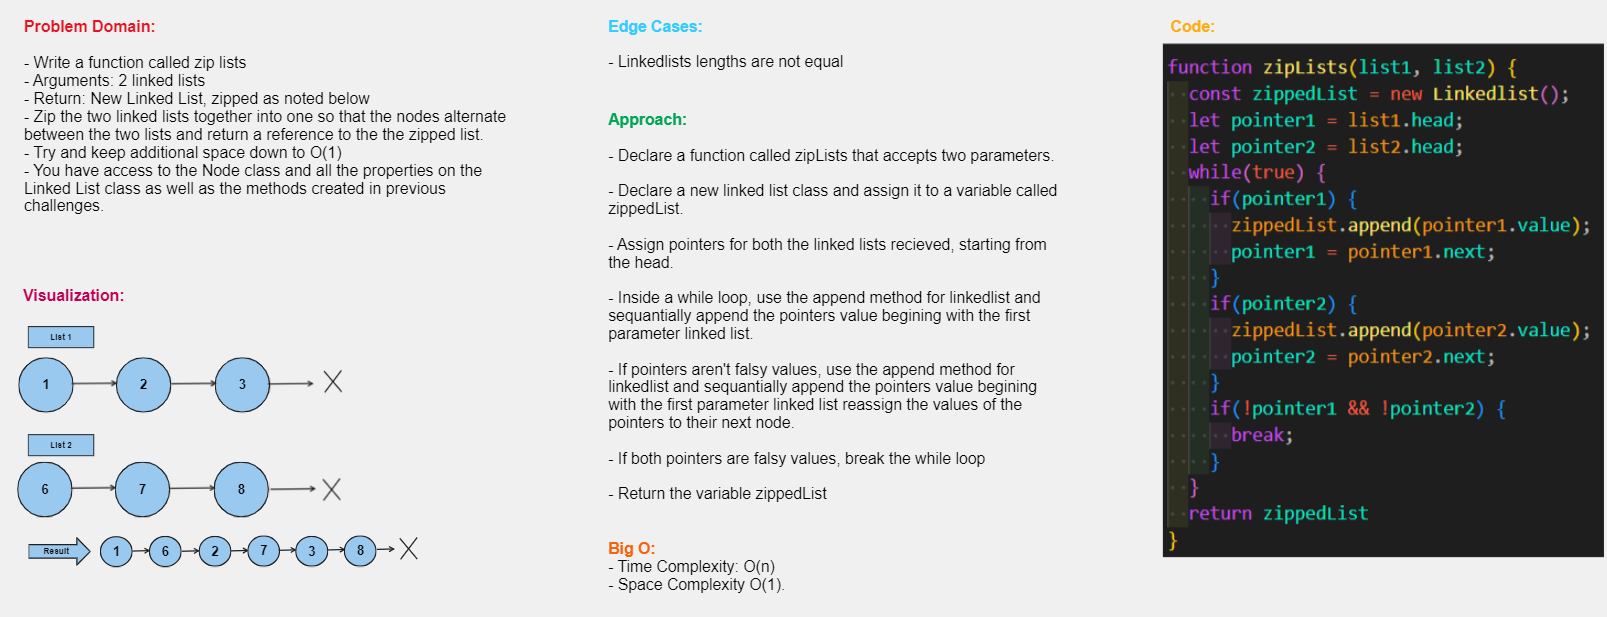 Problem Domain:
- Write a function called zip lists
- Arguments: 2 linked lists
- Return: New Linked List, zipped as noted below
- Zip the two linked lists together into one so that the nodes alternate
between the two lists and return a reference to the the zipped list.
- Try and keep additional space down to O(1)
- You have access to the Node class and all the properties on the
Linked List class as well as the methods created in previous
challenges.
Visualization:
List 1
1
2
3
X
List 2
6
7
8
X
Result
1
6
2
7
3
8
X
Edge Cases:
- Linkedlists lengths are not equal
Approach:
- Declare a function called zipLists that accepts two parameters.
- Declare a new linked list class and assign it to a variable called
zippedList.
- Assign pointers for both the linked lists recieved, starting from
the head.
- Inside a while loop, use the append method for linkedlist and
sequantially append the pointers value begining with the first
parameter linked list.
- If pointers aren't falsy values, use the append method for
linkedlist and sequantially append the pointers value begining
with the first parameter linked list reassign the values of the
pointers to their next node.
- If both pointers are falsy values, break the while loop
- Return the variable zippedList
Big O:
- Time Complexity: O(n)
- Space Complexity O(1).
Code:
function zipLists(list1, list2) {
const zippedList = new Linkedlist();
let pointer1 = list1.head;
let pointer2 = list2.head;
while(true) {
if(pointer1) {
zippedList.append(pointer1.value);
pointer1 = pointer1.next;
}
if(pointer2) {
zippedList.append(pointer2.value);
pointer2 = pointer2.next;
}
if(!pointer1 && !pointer2) {
break;
}
}
return zippedList
}